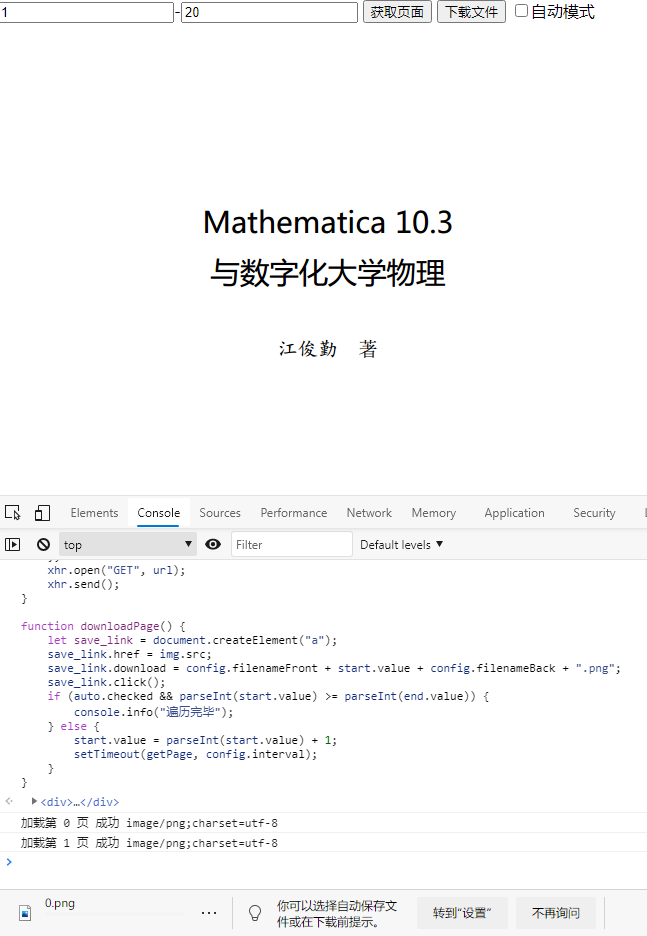 1-20 获取页面 下载文件 自动模式
Mathematica 10.3
与数字化大学物理
江俊勤 著
Elements Console Sources Performance Network Memory Application Security
top Filter Default levels ▼
xhr.open("GET", url);
xhr.send();
}
function downloadPage() {
let save_link = document.createElement("a");
save_link.href = img.src;
save_link.download = config.filenameFront + start.value + config.filenameBack + ".png";
save_link.click();
if (auto.checked && parseInt(start.value) >= parseInt(end.value)) {
console.info("遍历完毕");
} else {
start.value = parseInt(start.value) + 1;
setTimeout(getPage, config.interval);
}
}
<div>…</div>
加载第 0 页 成功 image/png;charset=utf-8
加载第 1 页 成功 image/png;charset=utf-8
0.png ... 你可以选择自动保存文 转到“设置” 不再询问
件或在下载前提示。